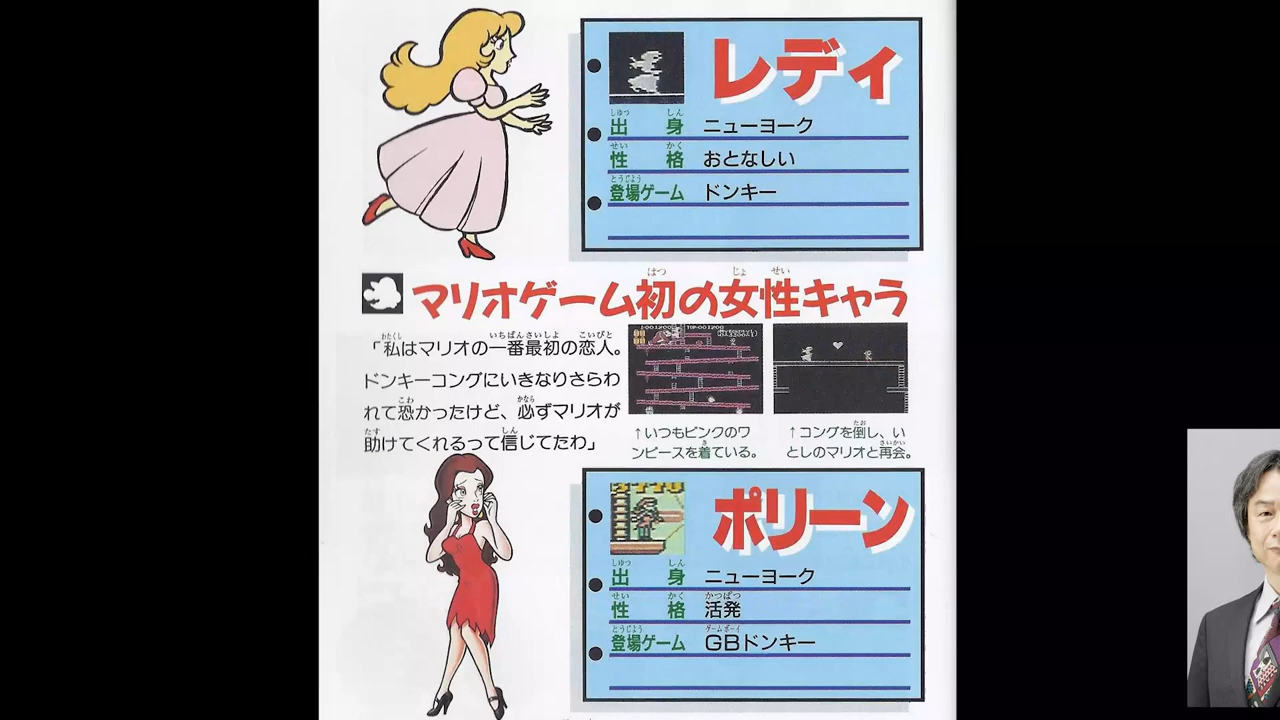 レディ
出身 ニューヨーク
性格 おとなしい
登場ゲーム ドンキー
マリオゲーム初の女性キャラ
「私はマリオの一番最初の恋人。
ドンキーコングにいきなりさらわ
れて恐かったけど、必ずマリオが
助けてくれるって信じてたわ」
↑いつもピンクのワ
ンピースを着ている。
↑コングを倒し、い
としのマリオと再会。
ポリーン
出身 ニューヨーク
性格 活発
登場ゲーム GBドンキー